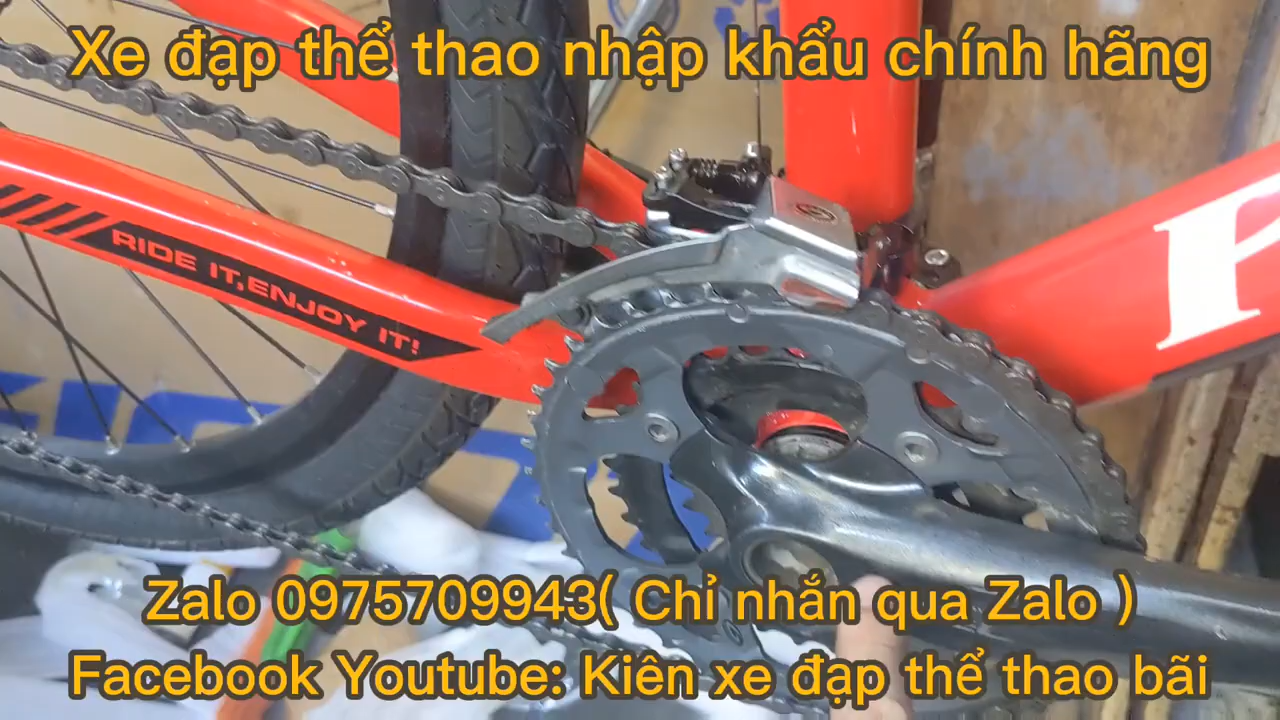 Xe đạp thể thao nhập khẩu chính hãng
RIDE IT,ENJOY IT!
P
Zalo 0975709943( Chỉ nhắn qua Zalo )
Facebook Youtube: Kiên xe đạp thể thao bãi